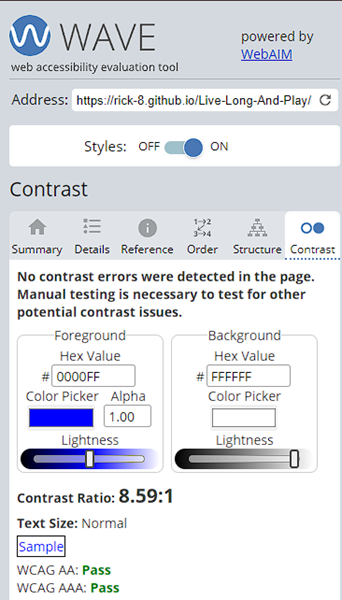 WAVE
web accessibility evaluation tool
powered by
WebAIM
Address: https://rick-8.github.io/Live-Long-And-Play/
Styles: OFF ON
Contrast
Summary Details Reference Order Structure Contrast
No contrast errors were detected in the page.
Manual testing is necessary to test for other
potential contrast issues.
Foreground
Hex Value
# 0000FF
Color Picker Alpha
1.00
Lightness
Background
Hex Value
# FFFFFF
Color Picker
Lightness
Contrast Ratio: 8.59:1
Text Size: Normal
Sample
WCAG AA: Pass
WCAG AAA: Pass